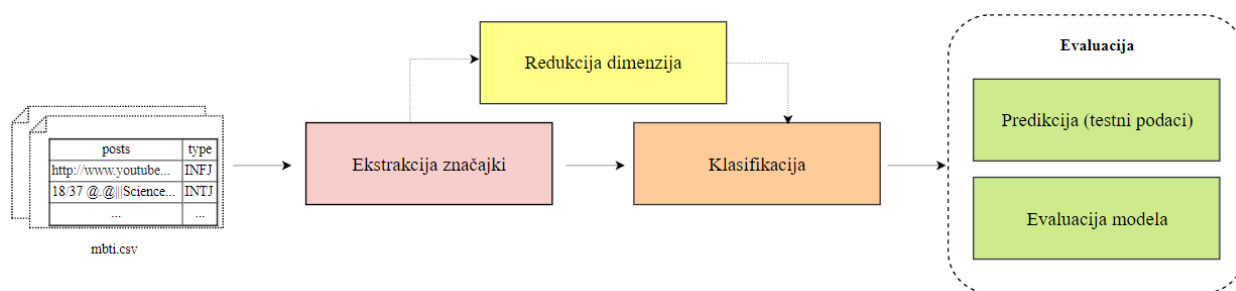 posts type
http://www.youtube... INFJ
18/37 @.@|||Science... INTJ
... ...
mbti.csv
Ekstrakcija značajki
Redukcija dimenzija
Klasifikacija
Evaluacija
Predikcija (testni podaci)
Evaluacija modela